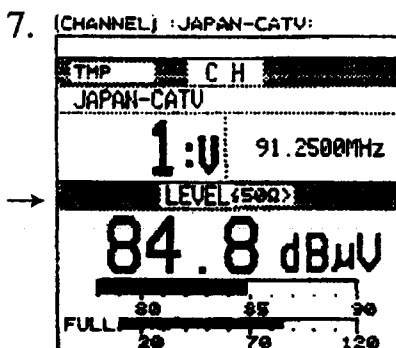 7. [CHANNEL] :JAPAN-CATV:
TMP CH
JAPAN-CATV
1:V 91.2500MHz
→ LEVEL<50Ω>
84.8 dBμV
80 85 90
FULL
20 70 120